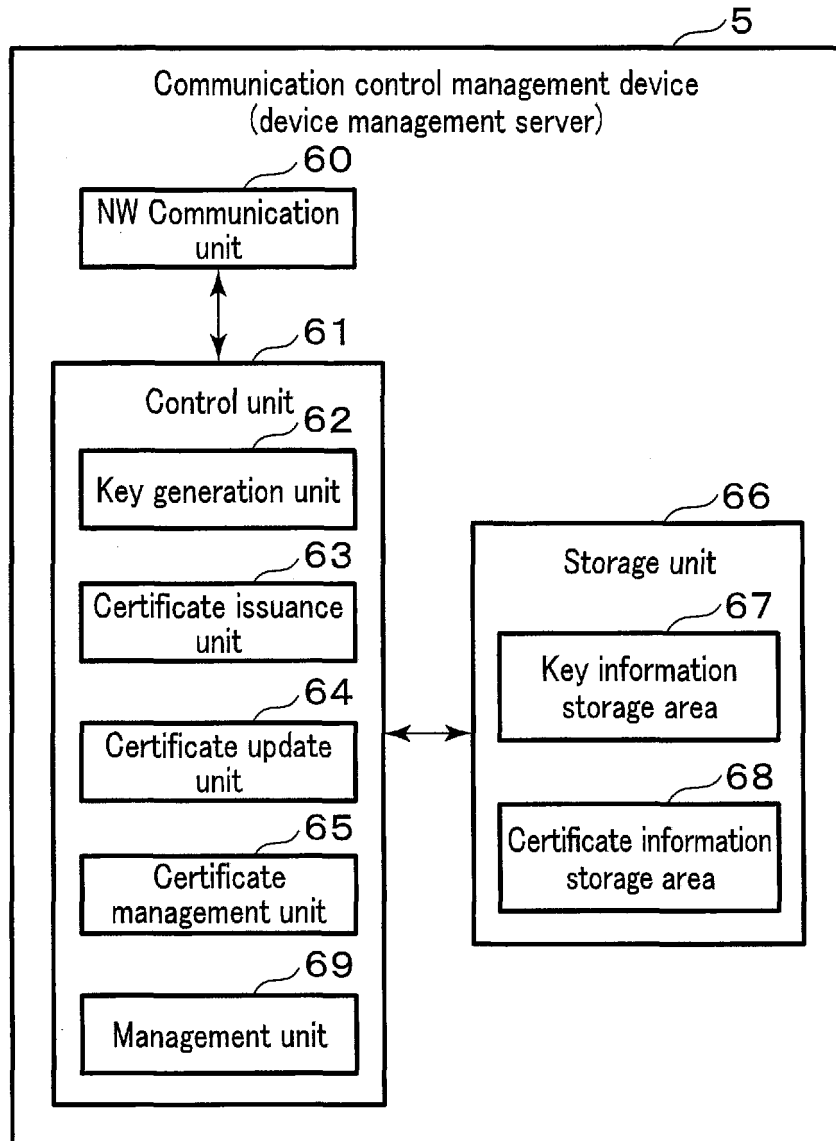 5
Communication control management device
(device management server)
60
NW Communication
unit
61
Control unit
62
Key generation unit
63
Certificate issuance
unit
64
Certificate update
unit
65
Certificate
management unit
69
Management unit
66
Storage unit
67
Key information
storage area
68
Certificate information
storage area